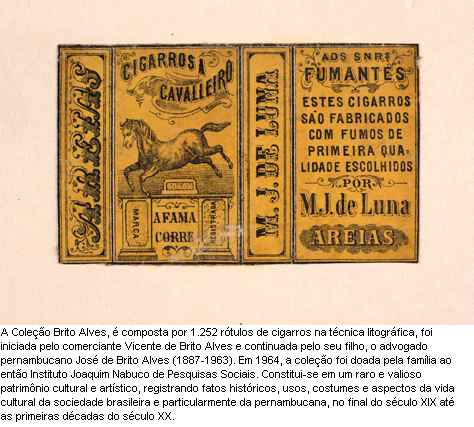 AREIAS
CIGARROS A
CAVALLEIRO
MARCA
A FAMA
CORRE
REGISTRADA
M. J. DE LUNA
AOS SNRS
FUMANTES
ESTES CIGARROS
SÃO FABRICADOS
COM FUMOS DE
PRIMEIRA QUA-
LIDADE ESCOLHIDOS
POR
M.J. de Luna
AREIAS
A Coleção Brito Alves, é composta por 1.252 rótulos de cigarros na técnica litográfica, foi
iniciada pelo comerciante Vicente de Brito Alves e continuada pelo seu filho, o advogado
pernambucano José de Brito Alves (1887-1963). Em 1964, a coleção foi doada pela família ao
então Instituto Joaquim Nabuco de Pesquisas Sociais. Constitui-se em um raro e valioso
patrimônio cultural e artístico, registrando fatos históricos, usos, costumes e aspectos da vida
cultural da sociedade brasileira e particularmente da pernambucana, no final do século XIX até
as primeiras décadas do século XX.